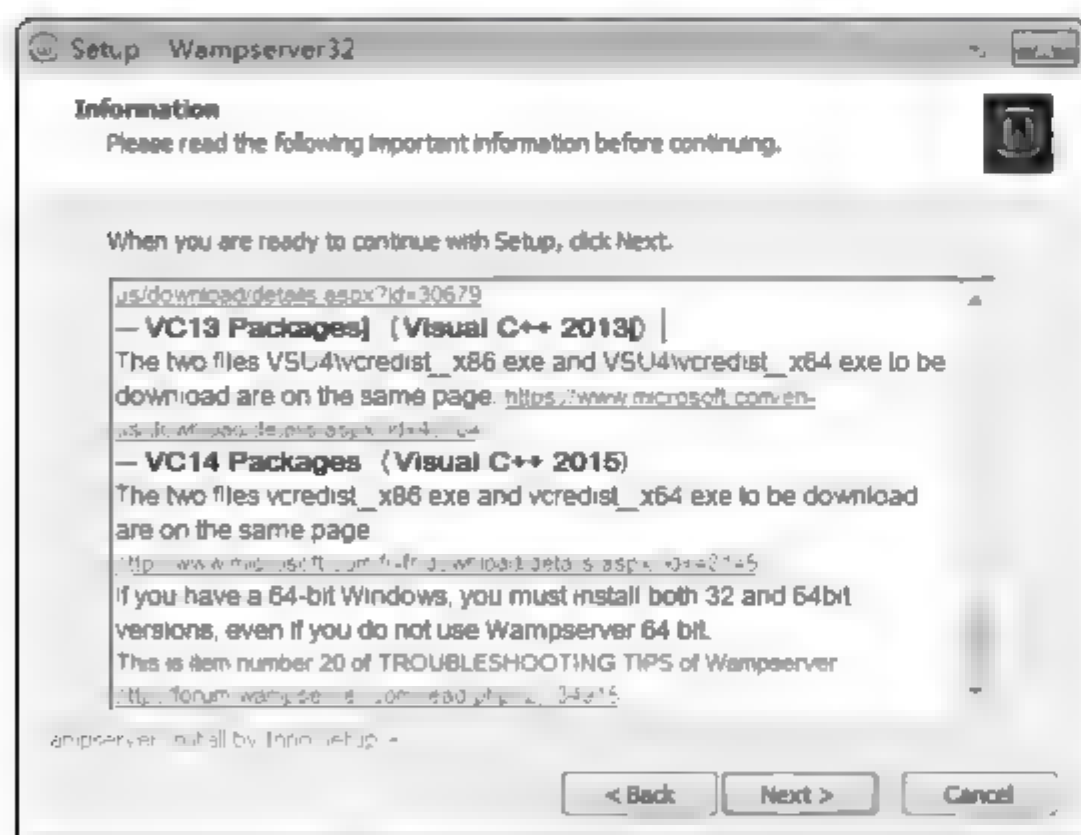 Setup Wampserver32
Information
Please read the following important information before continuing.
When you are ready to continue with Setup, click Next.
us/download/details.aspx?id=30679
— VC13 Packages] (Visual C++ 2013])
The two files VSU4\vcredist_x86 exe and VSU4\vcredist_x64 exe to be
download are on the same page. https://www.microsoft.com/en-
— VC14 Packages (Visual C++ 2015)
The two files vcredist_x86 exe and vcredist_x64 exe to be download
are on the same page
If you have a 64-bit Windows, you must install both 32 and 64bit
versions, even if you do not use Wampserver 64 bit.
This is item number 20 of TROUBLESHOOTING TIPS of Wampserver
< Back
Next >
Cancel